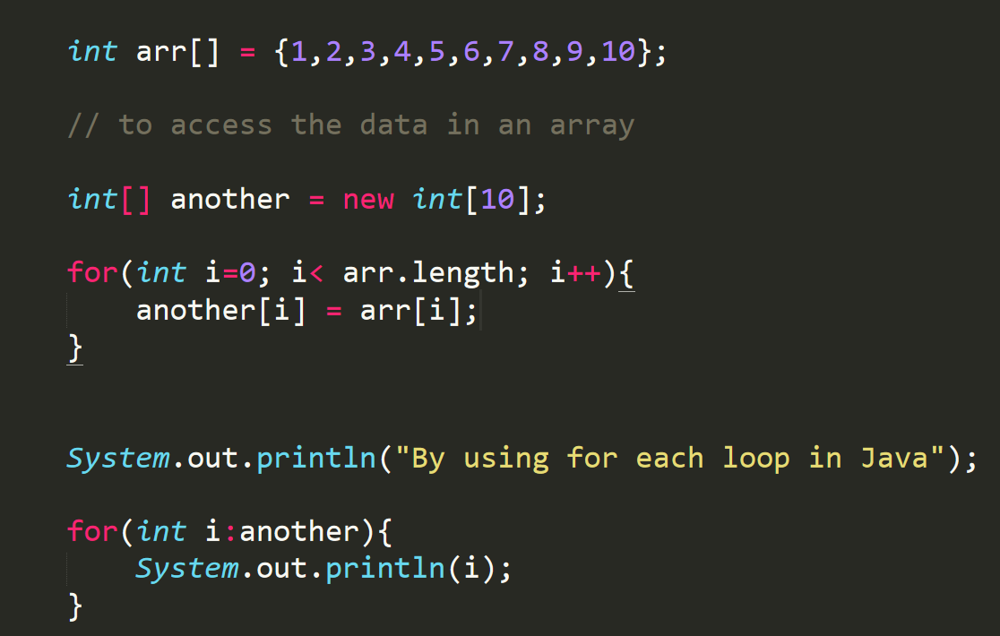 int arr[] = {1,2,3,4,5,6,7,8,9,10};
// to access the data in an array
int[] another = new int[10];
for(int i=0; i< arr.length; i++){
    another[i] = arr[i];
}
System.out.println("By using for each loop in Java");
for(int i:another){
    System.out.println(i);
}